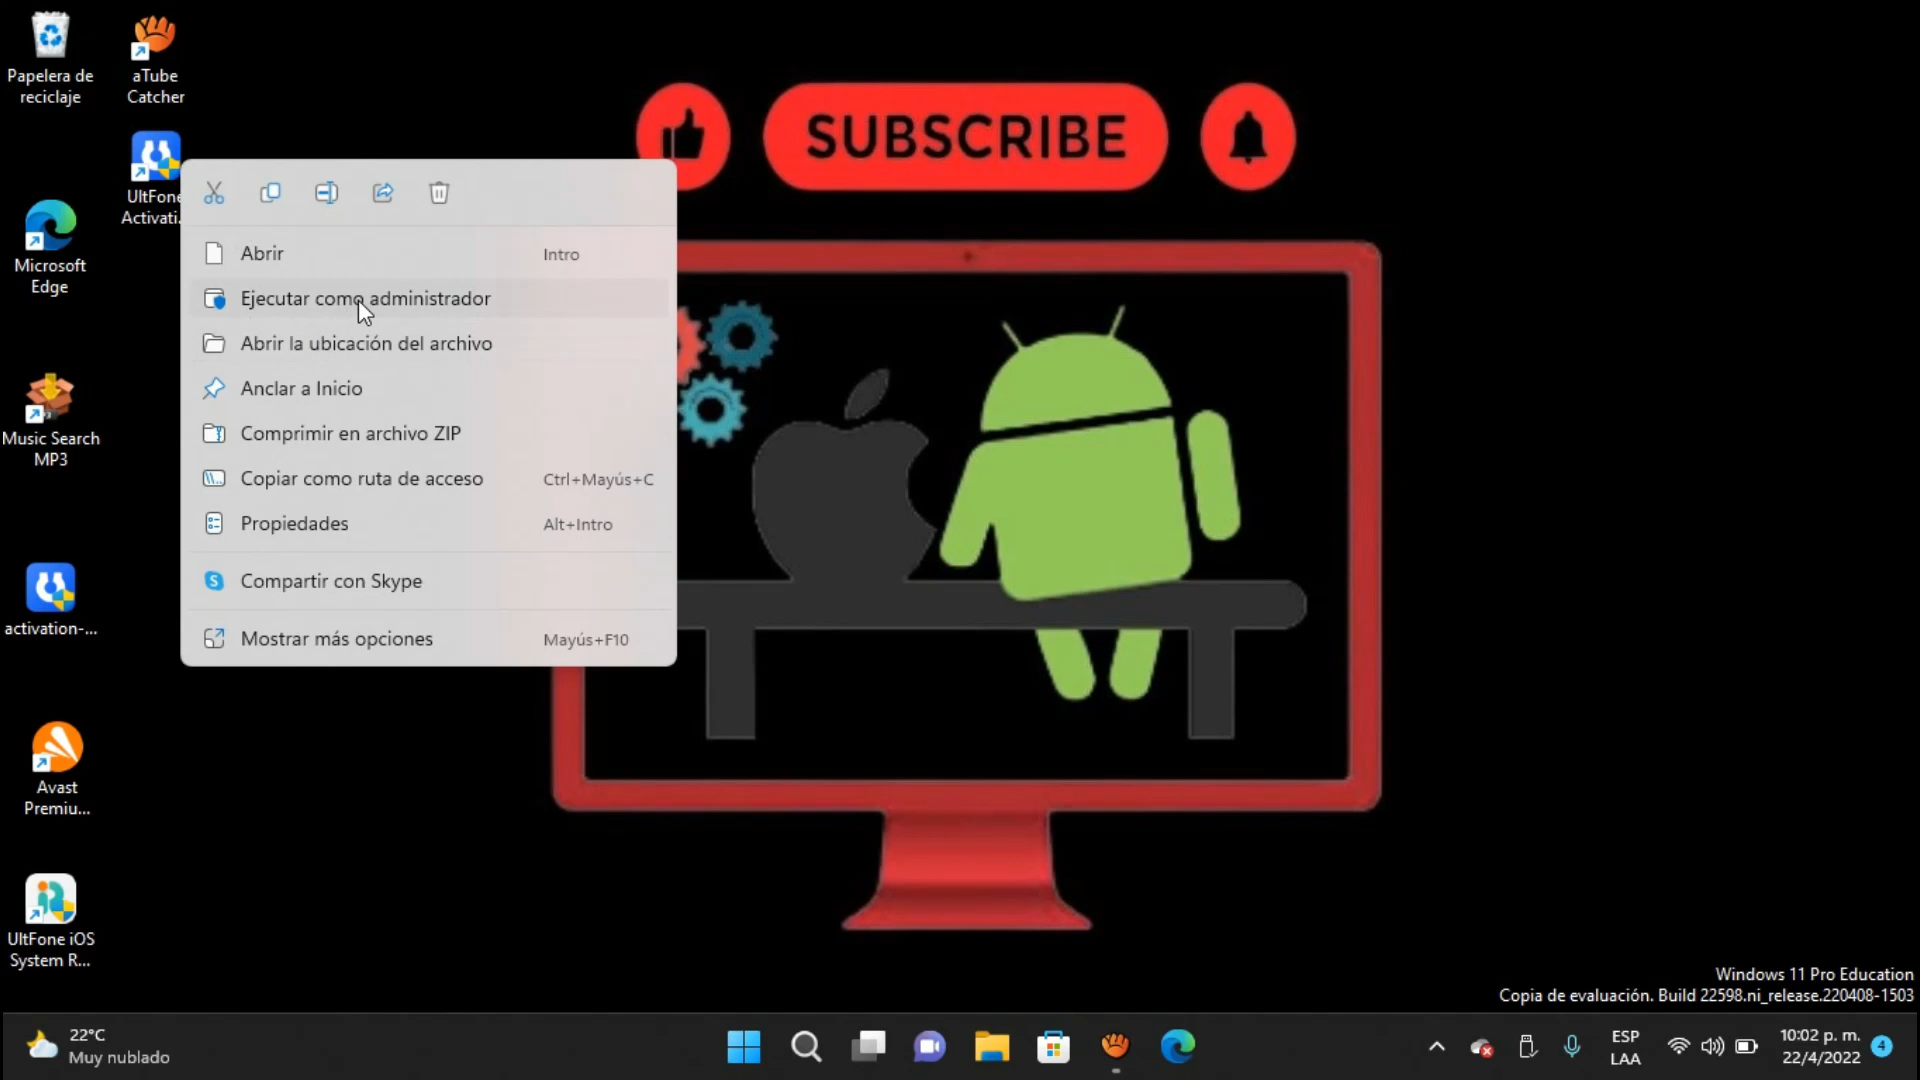 Papelera de
reciclaje
aTube
Catcher
UltFone
Activati...
Microsoft
Edge
Music Search
MP3
activation-...
Avast
Premiu...
UltFone iOS
System R...
Abrir Intro
Ejecutar como administrador
Abrir la ubicación del archivo
Anclar a Inicio
Comprimir en archivo ZIP
Copiar como ruta de acceso Ctrl+Mayús+C
Propiedades Alt+Intro
Compartir con Skype
Mostrar más opciones Mayús+F10
SUBSCRIBE
Windows 11 Pro Education
Copia de evaluación. Build 22598.ni_release.220408-1503
22°C
Muy nublado
ESP
LAA
10:02 p. m.
22/4/2022
4